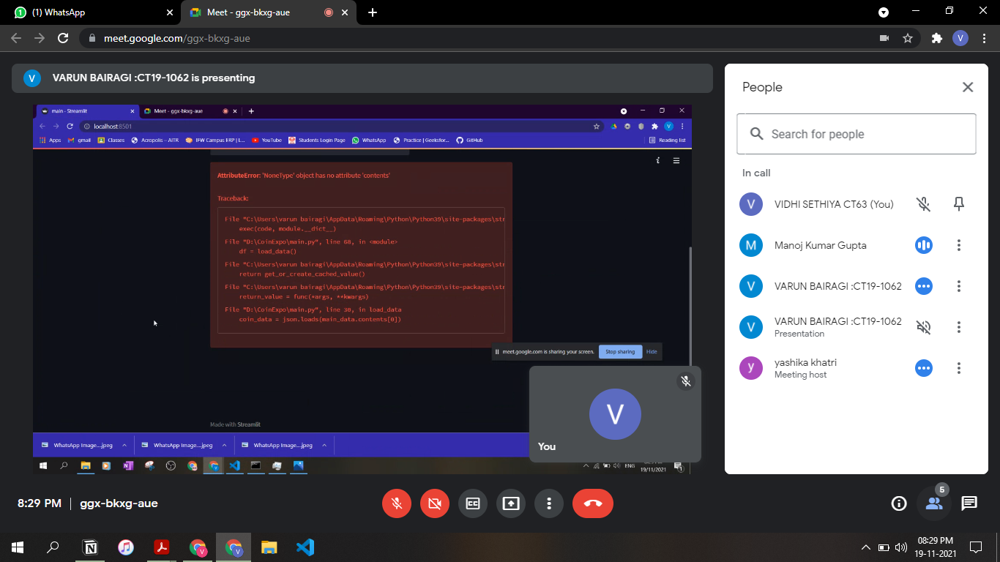 (1) WhatsApp
Meet - ggx-bkxg-aue
meet.google.com/ggx-bkxg-aue
V
V
VARUN BAIRAGI :CT19-1062 is presenting
main - Streamlit
Meet - ggx-bkxg-aue
localhost:8501
V
Apps
gmail
Classes
Acropolis – AITR
IFW Campus ERP | L...
YouTube
Students Login Page
WhatsApp
Practice | Geeksfor...
GitHub
Reading list
AttributeError: 'NoneType' object has no attribute 'contents'
Traceback:
File "C:\Users\varun bairagi\AppData\Roaming\Python\Python39\site-packages\str
exec(code, module.__dict__)
File "D:\CoinExpo\main.py", line 68, in <module>
df = load_data()
File "C:\Users\varun bairagi\AppData\Roaming\Python\Python39\site-packages\str
return get_or_create_cached_value()
File "C:\Users\varun bairagi\AppData\Roaming\Python\Python39\site-packages\str
return_value = func(*args, **kwargs)
File "D:\CoinExpo\main.py", line 30, in load_data
coin_data = json.loads(main_data.contents[0])
meet.google.com is sharing your screen.
Stop sharing
Hide
Made with Streamlit
WhatsApp Image...jpeg
WhatsApp Image...jpeg
WhatsApp Image...jpeg
ENG
19/11/2021
V
You
People
Search for people
In call
V
VIDHI SETHIYA CT63 (You)
M
Manoj Kumar Gupta
V
VARUN BAIRAGI :CT19-1062
V
VARUN BAIRAGI :CT19-1062
Presentation
y
yashika khatri
Meeting host
8:29 PM | ggx-bkxg-aue
5
08:29 PM
19-11-2021